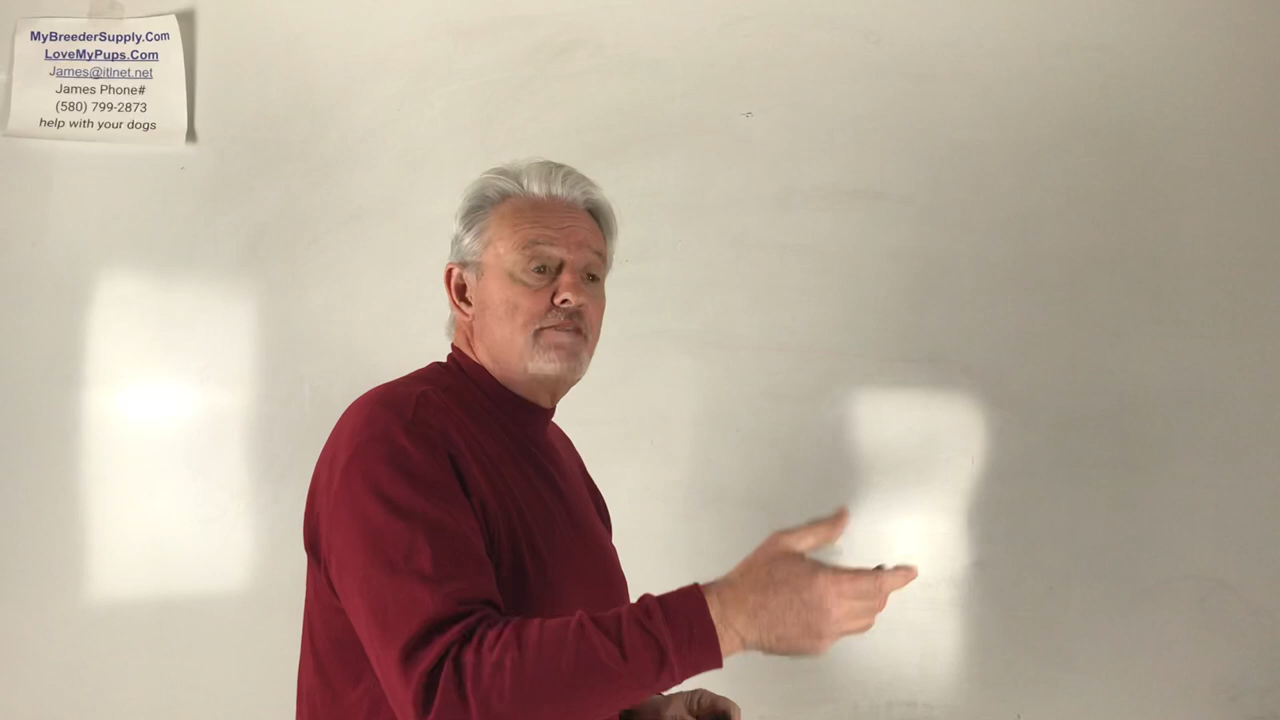 MyBreederSupply.Com
LoveMyPups.Com
James@itlnet.net
James Phone#
(580) 799-2873
help with your dogs